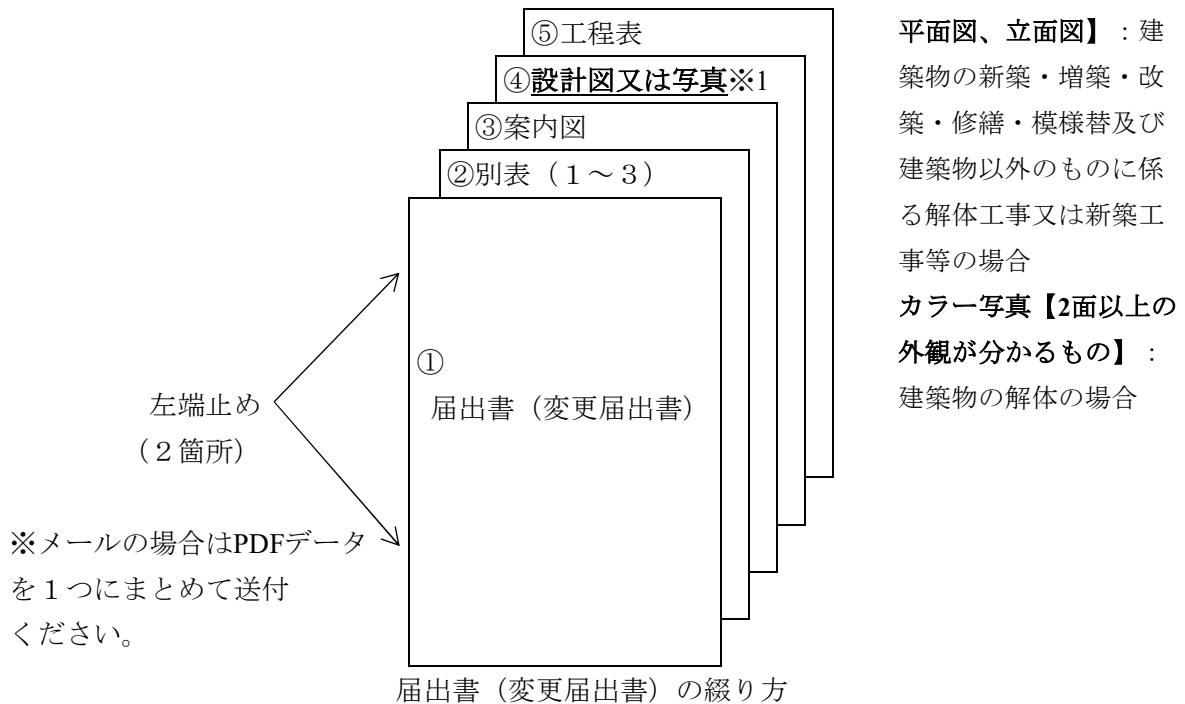 ⑤工程表
④設計図又は写真※1
③案内図
②別表（１～３）
①
届出書（変更届出書）
左端止め
（２箇所）
※メールの場合はPDFデータ
を１つにまとめて送付
ください。
届出書（変更届出書）の綴り方
平面図、立面図】：建
築物の新築・増築・改
築・修繕・模様替及び
建築物以外のものに係
る解体工事又は新築工
事等の場合
カラー写真【2面以上の
外観が分かるもの】：
建築物の解体の場合